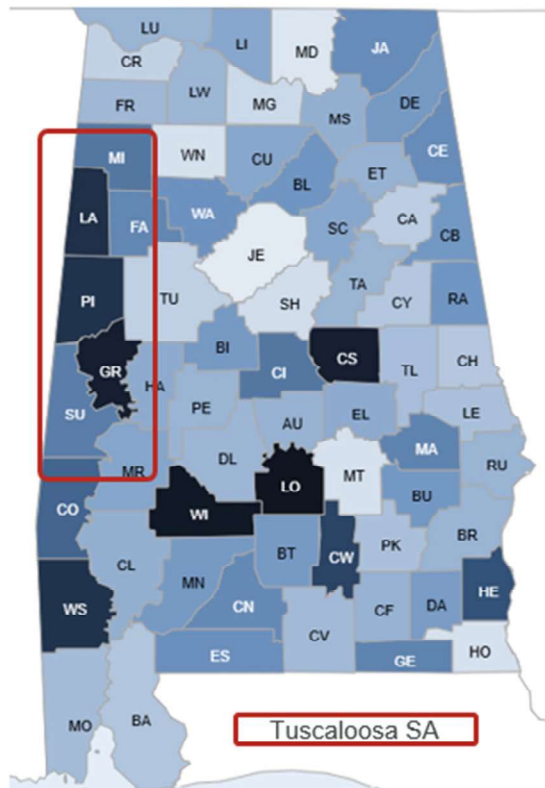 LU
LI
MD
JA
CR
FR
LW
MG
MS
DE
MI
WN
CU
BL
ET
CE
LA
FA
WA
SC
CA
CB
JE
PI
TU
SH
TA
CY
RA
GR
HA
BI
CI
CS
TL
CH
SU
PE
AU
EL
LE
MR
DL
MA
RU
CO
WI
LO
MT
BU
CL
MN
BT
CW
PK
BR
WS
CN
CV
CF
DA
HE
ES
GE
HO
MO
BA
Tuscaloosa SA